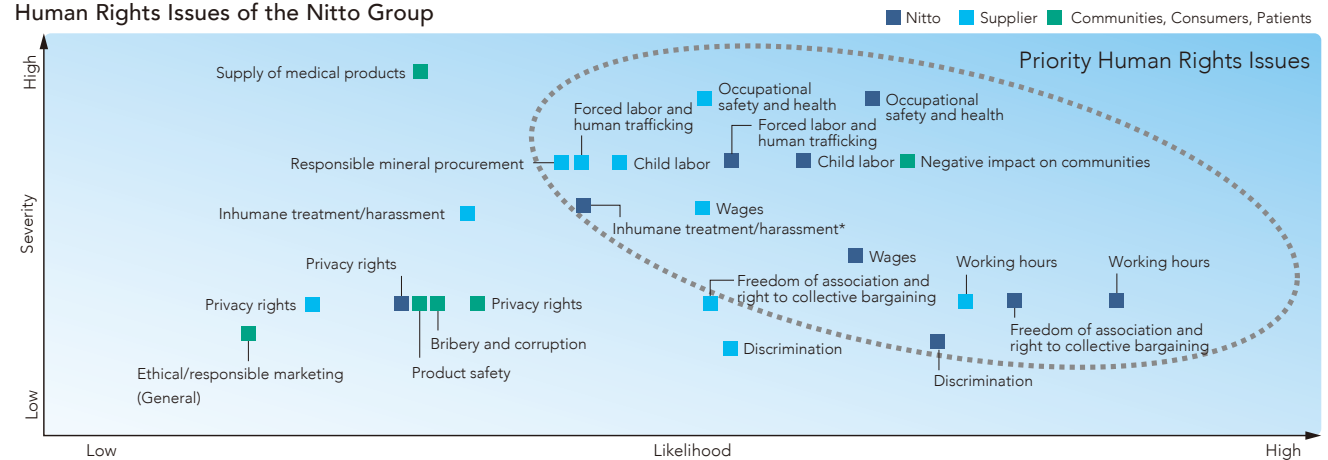 Human Rights Issues of the Nitto Group
Nitto
Supplier
Communities, Consumers, Patients
Priority Human Rights Issues
High
Severity
Low
Supply of medical products
Occupational
safety and health
Occupational
safety and health
Forced labor and
human trafficking
Forced labor and
human trafficking
Responsible mineral procurement
Child labor
Child labor
Negative impact on communities
Inhumane treatment/harassment
Wages
Inhumane treatment/harassment*
Wages
Working hours
Working hours
Privacy rights
Freedom of association and
right to collective bargaining
Privacy rights
Privacy rights
Freedom of association and
right to collective bargaining
Bribery and corruption
Discrimination
Product safety
Ethical/responsible marketing
(General)
Discrimination
Low
Likelihood
High